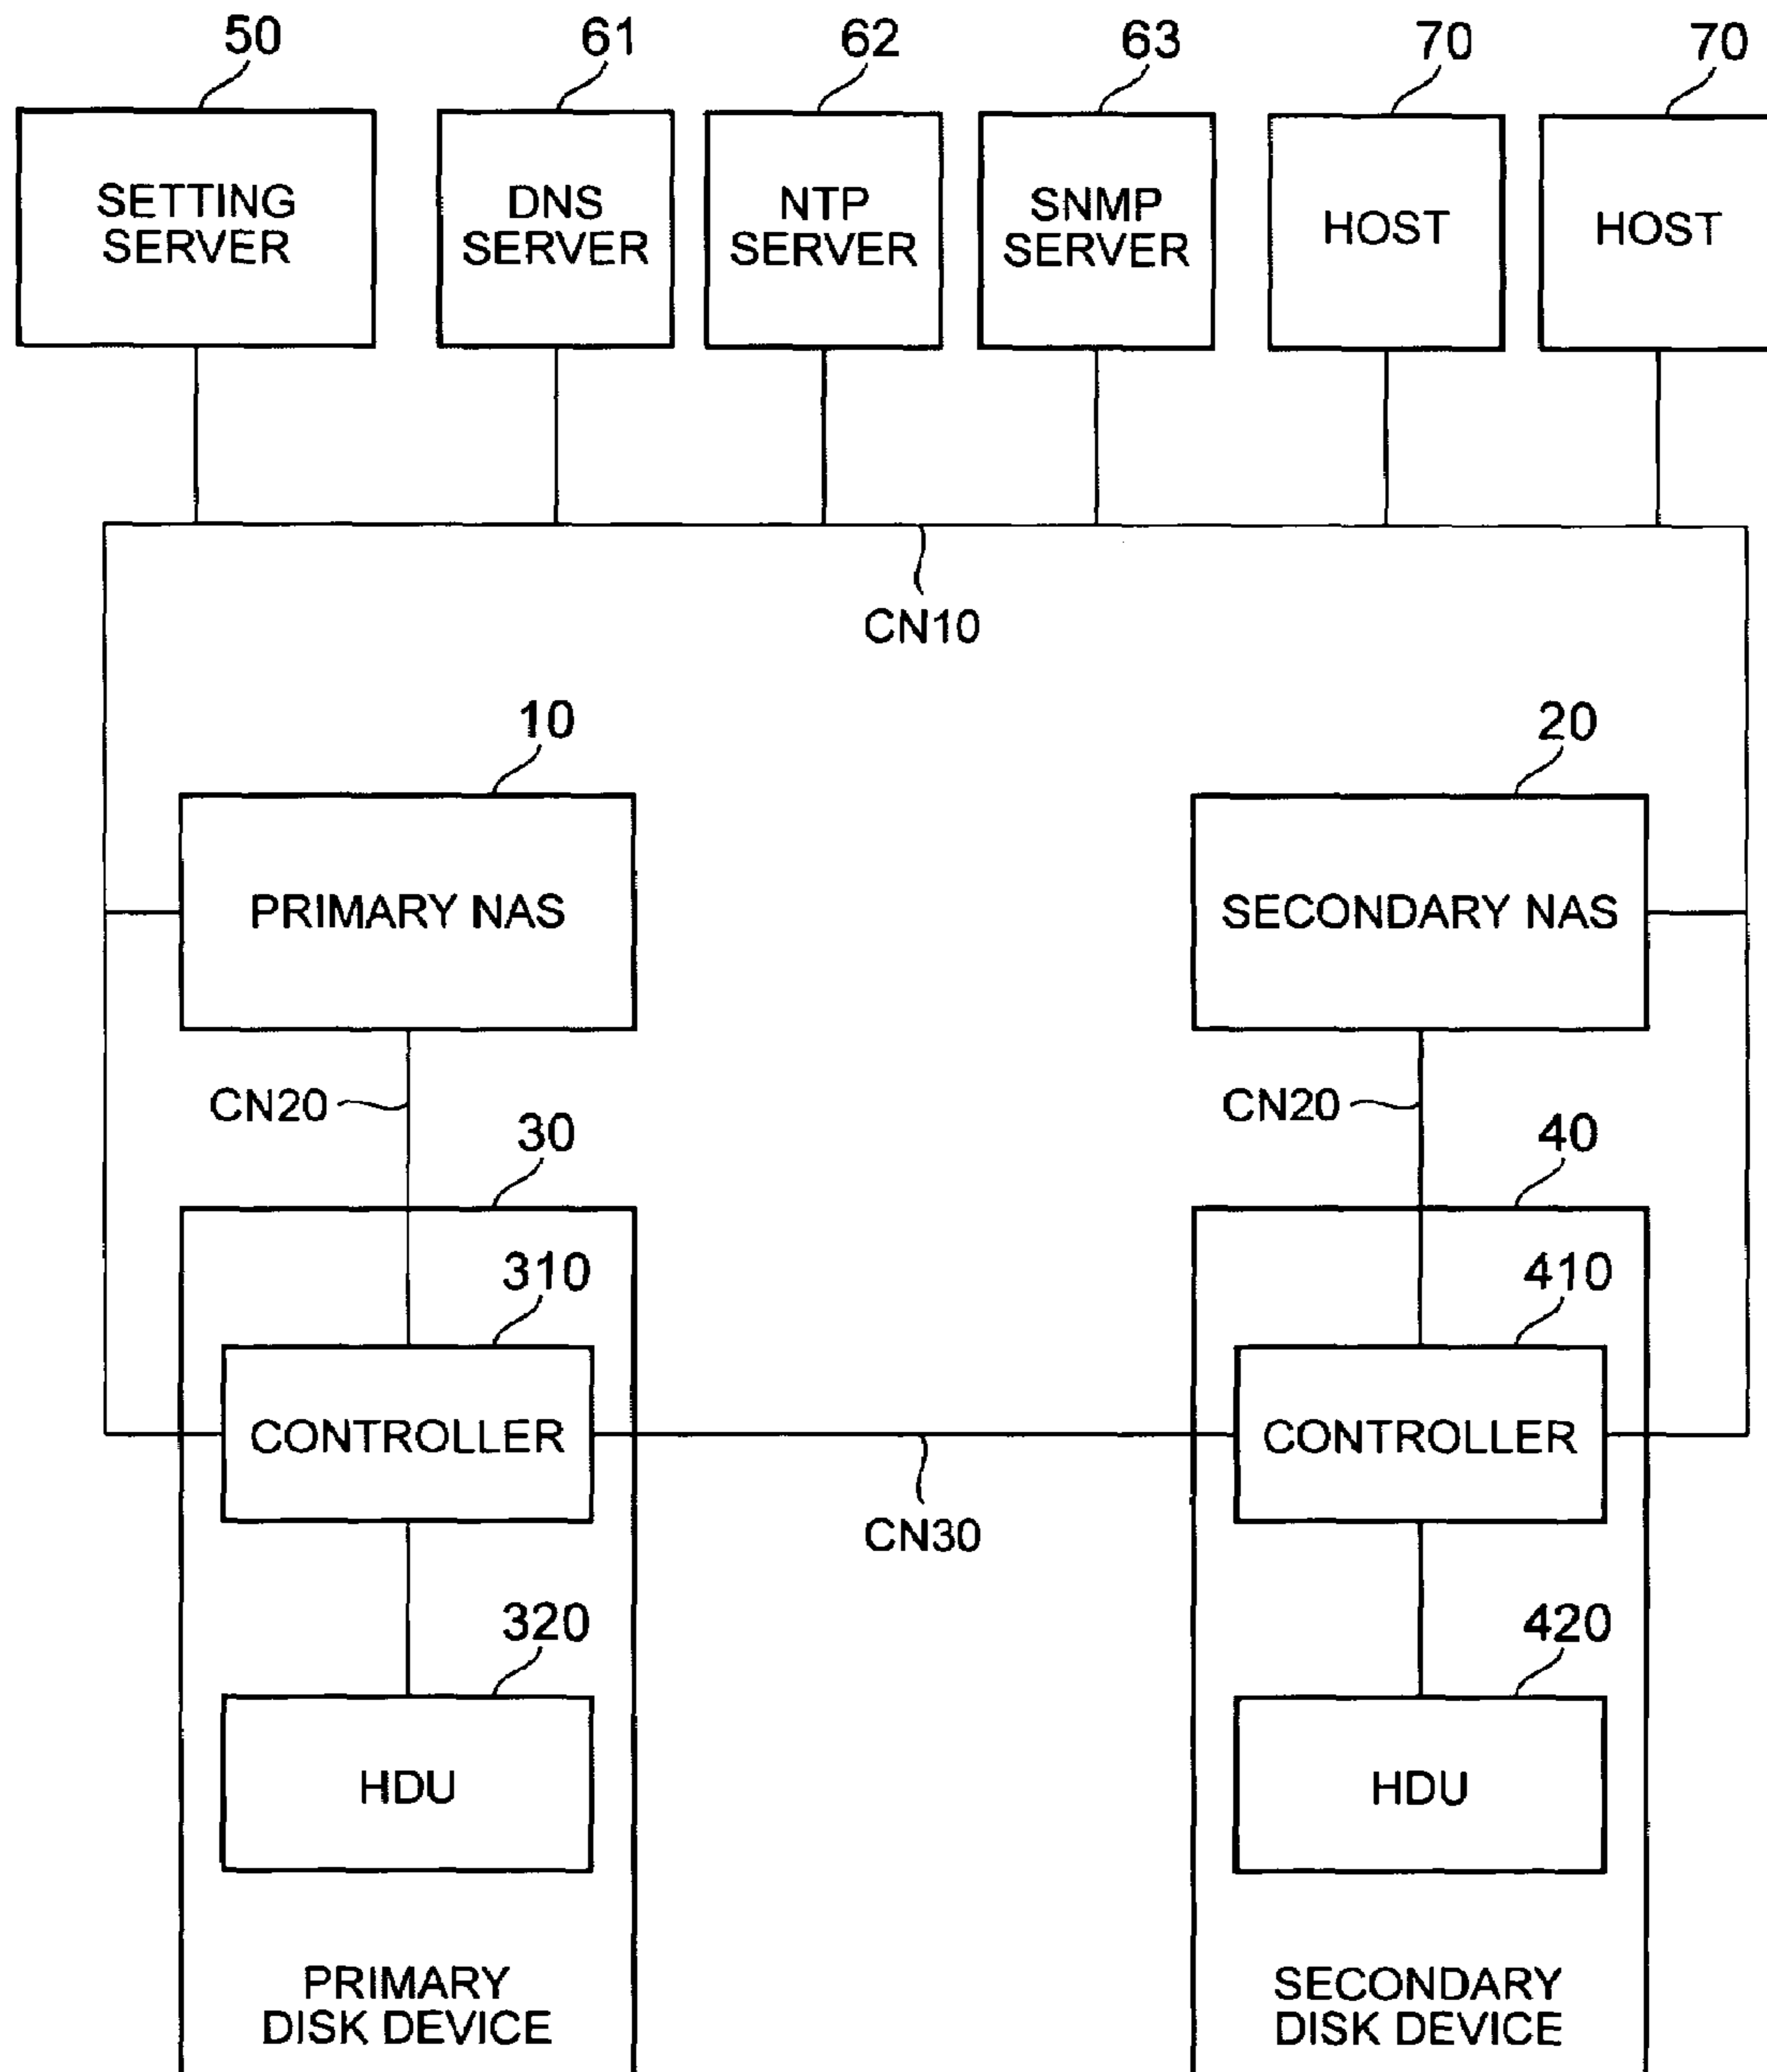 50
61
62
63
70
70
SETTING
SERVER
DNS
SERVER
NTP
SERVER
SNMP
SERVER
HOST
HOST
CN10
10
20
PRIMARY NAS
SECONDARY NAS
CN20
CN20
30
40
310
410
CONTROLLER
CONTROLLER
CN30
320
420
HDU
HDU
PRIMARY
DISK DEVICE
SECONDARY
DISK DEVICE